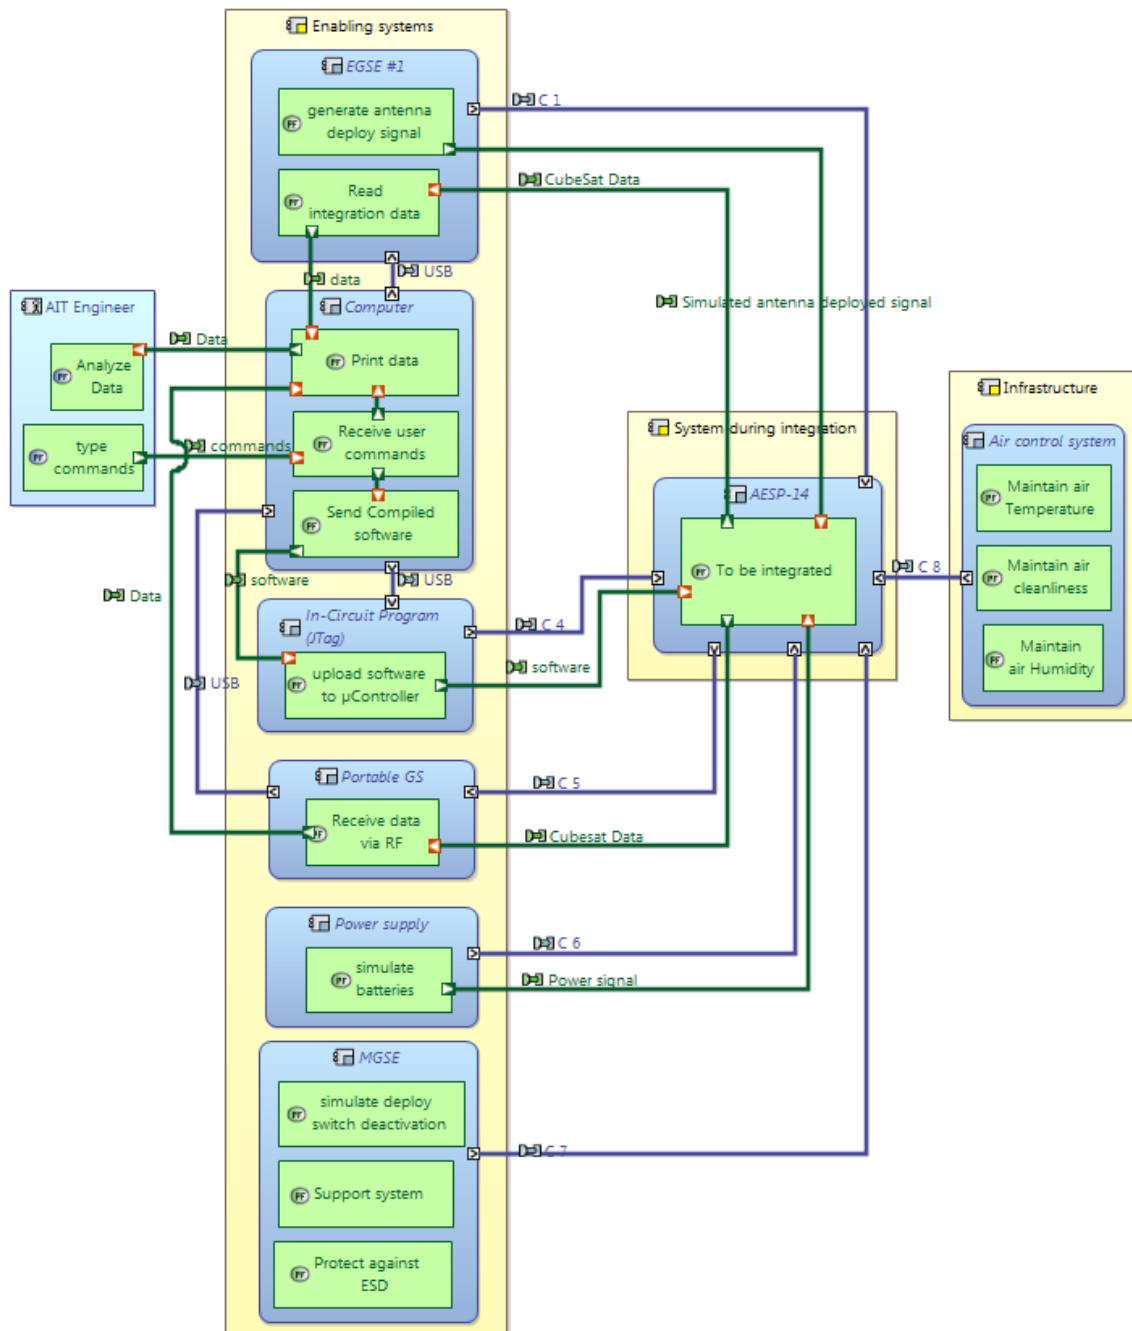 Enabling systems
EGSE #1
generate antenna
deploy signal
C 1
CubeSat Data
Read
integration data
data
USB
Simulated antenna deployed signal
AIT Engineer
Computer
Data
Print data
Analyze
Data
type
commands
commands
Receive user
commands
Send Compiled
software
software
USB
Data
In-Circuit Program
(JTag)
C 4
upload software
to µController
software
USB
System during integration
AESP-14
To be integrated
C 8
Infrastructure
Air control system
Maintain air
Temperature
Maintain air
cleanliness
Maintain
air Humidity
Portable GS
C 5
Receive data
via RF
Cubesat Data
Power supply
C 6
simulate
batteries
Power signal
MGSE
simulate deploy
switch deactivation
C 7
Support system
Protect against
ESD